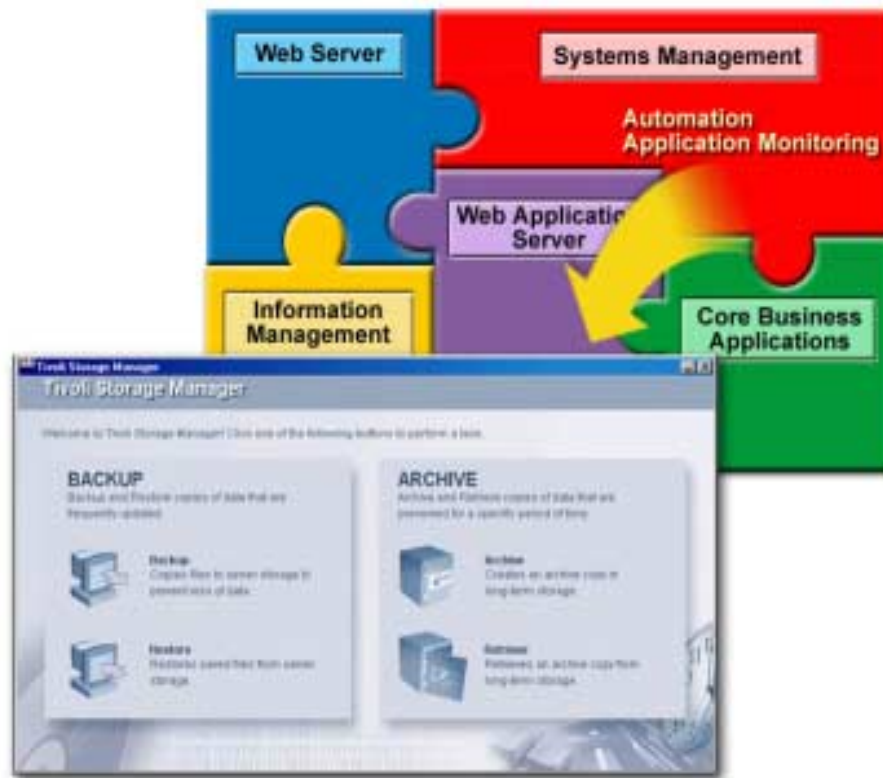 Web Server
Systems Management
Automation
Application Monitoring
Web Application
Server
Information
Management
Core Business
Applications
Tivoli Storage Manager
Tivoli Storage Manager
Welcome to Tivoli Storage Manager! Click one of the following buttons to perform a task.
BACKUP
Backup and Restore copies of data that are
frequently updated.
Backup
Copies files to server storage to
prevent loss of data.
Restore
Restores saved files from server
storage.
ARCHIVE
Archive and Retrieve copies of data that are
preserved for a specific period of time.
Archive
Creates an archive copy in
long-term storage.
Retrieve
Retrieves an archive copy from
long-term storage.